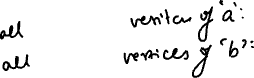 all vertices of 'a':
all vertices of 'b':